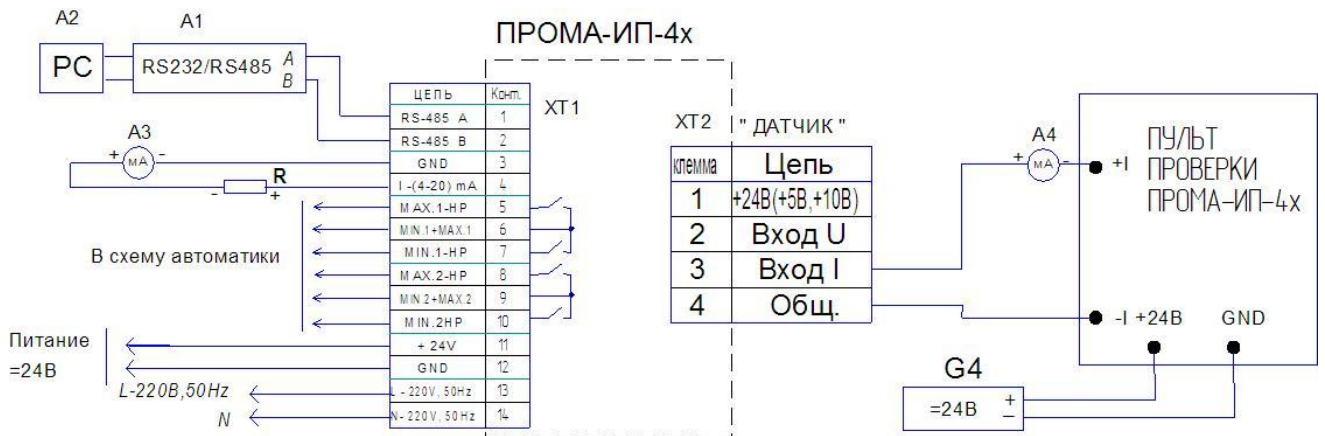 A2
A1
ПРОМА-ИП-4х
PC
RS232/RS485 A
B
ЦЕПЬ Конт.
XT1
RS-485 A 1
RS-485 B 2
GND 3
I -(4-20) mA 4
MAX.1-HP 5
MIN.1+MAX.1 6
MIN.1-HP 7
MAX.2-HP 8
MIN.2+MAX.2 9
MIN.2HP 10
+ 24V 11
GND 12
L - 220V, 50Hz 13
N- 220V, 50Hz 14
A3
+ мА -
R
- +
В схему автоматики
Питание
=24В
L-220В,50Hz
N
XT2 " ДАТЧИК "
клемма Цепь
1 +24В(+5В,+10В)
2 Вход U
3 Вход I
4 Общ.
A4
+ мА -
+I
ПУЛЬТ
ПРОВЕРКИ
ПРОМА-ИП-4х
-I +24В GND
G4
=24В + −